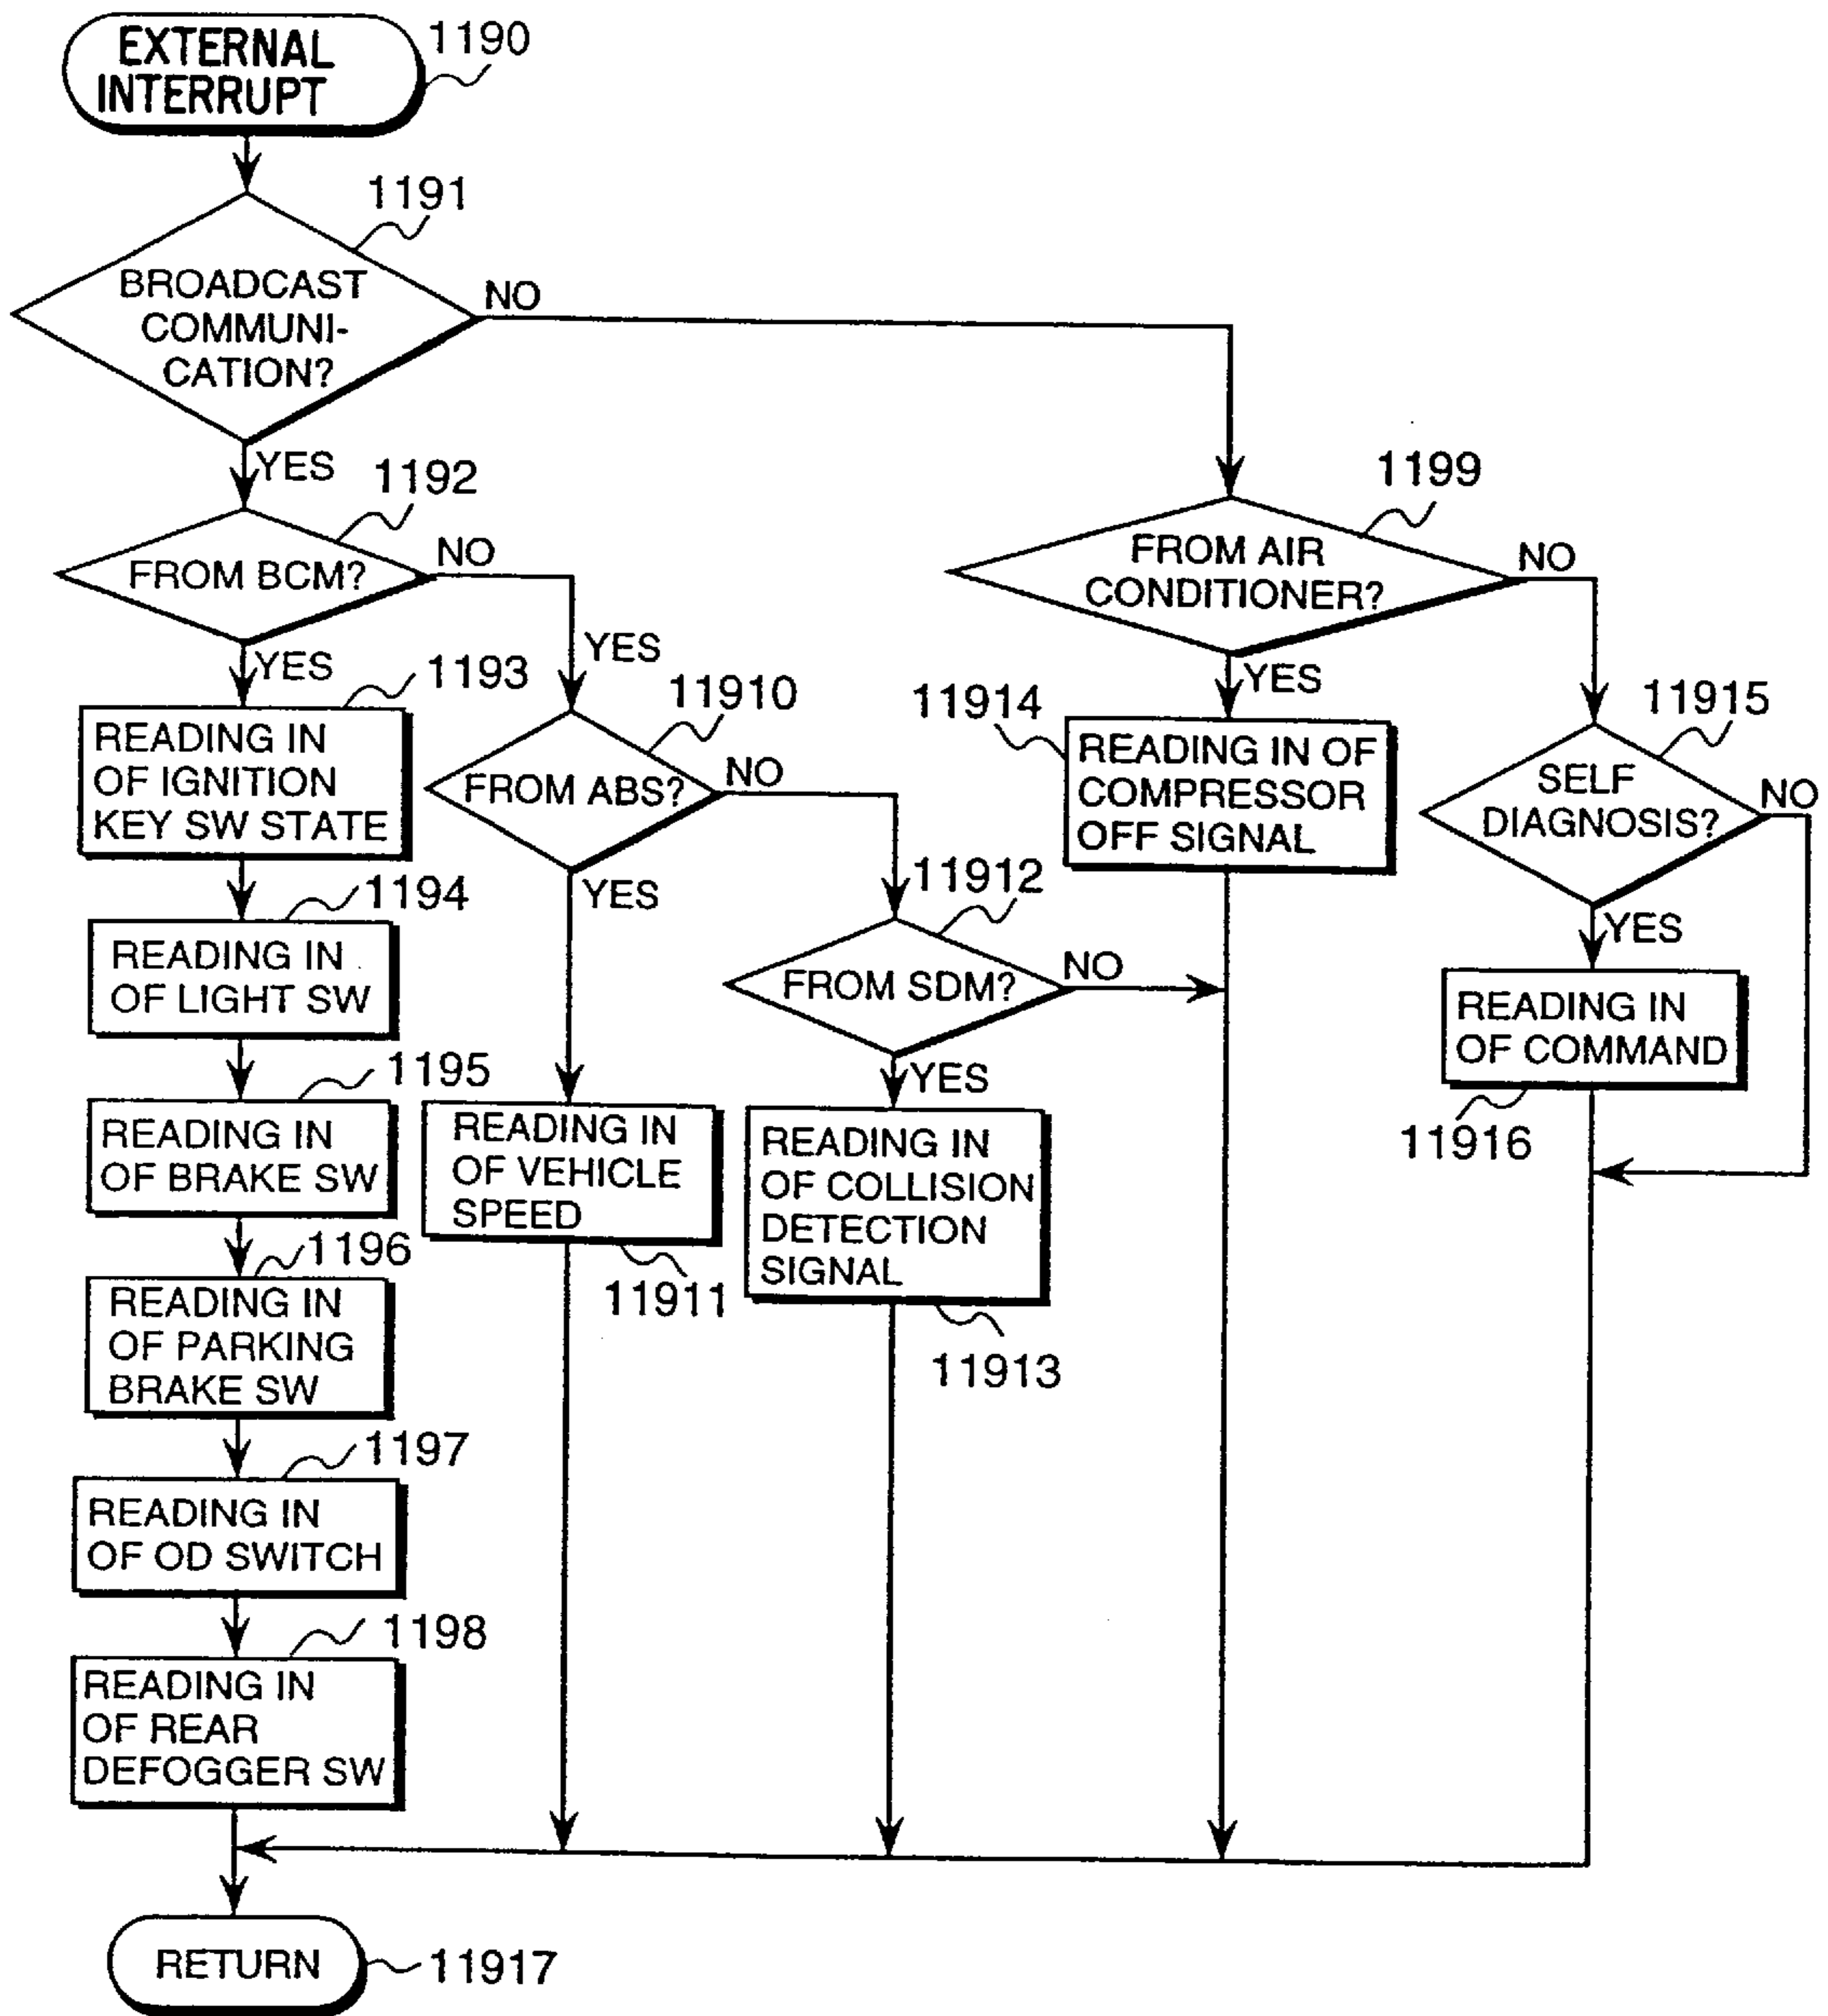 EXTERNAL
INTERRUPT
1190
1191
BROADCAST
COMMUNI-
CATION?
NO
YES
1192
FROM BCM?
NO
YES
1193
READING IN
OF IGNITION
KEY SW STATE
1194
READING IN
OF LIGHT SW
1195
READING IN
OF BRAKE SW
1196
READING IN
OF PARKING
BRAKE SW
1197
READING IN
OF OD SWITCH
1198
READING IN
OF REAR
DEFOGGER SW
YES
11910
FROM ABS?
NO
YES
READING IN
OF VEHICLE
SPEED
11911
11912
FROM SDM?
NO
YES
READING IN
OF COLLISION
DETECTION
SIGNAL
11913
1199
FROM AIR
CONDITIONER?
NO
YES
11914
READING IN OF
COMPRESSOR
OFF SIGNAL
11915
SELF
DIAGNOSIS?
NO
YES
READING IN
OF COMMAND
11916
RETURN
11917